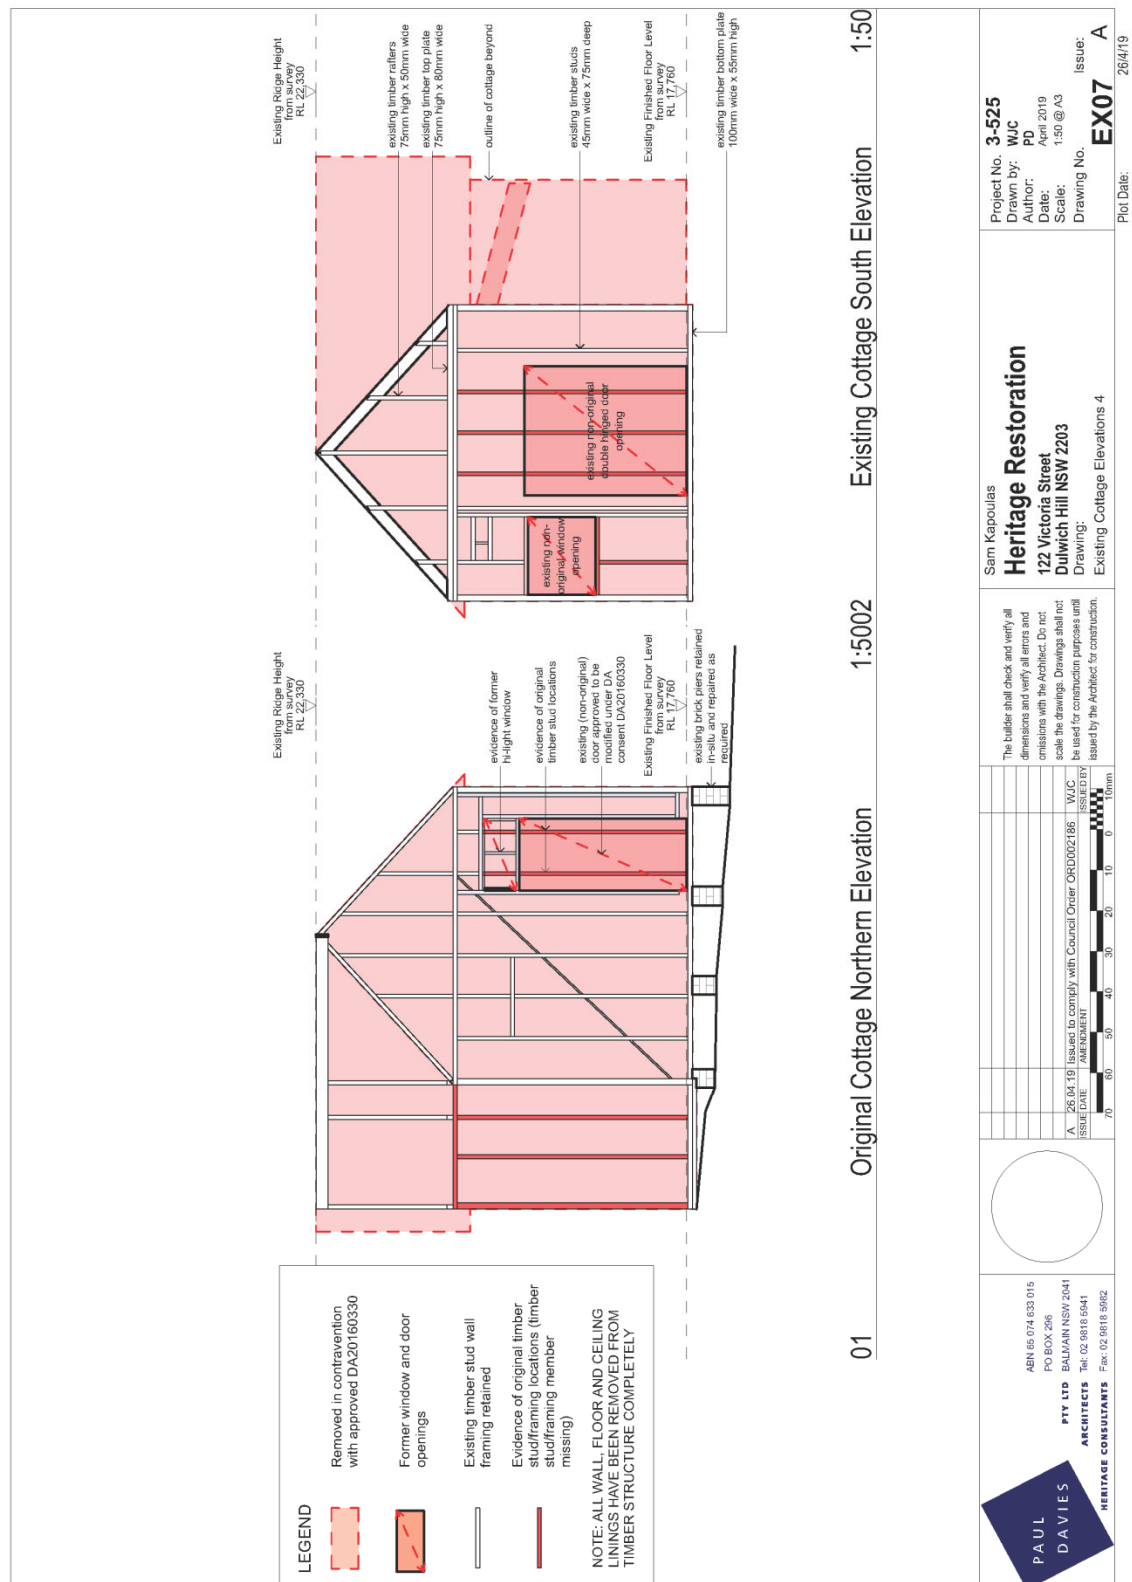 LEGEND
Removed in contravention
with approved DA20160330
Former window and door
openings
Existing timber stud wall
framing retained
Evidence of original timber
stud/framing locations (timber
stud/framing member
missing)
NOTE: ALL WALL, FLOOR AND CEILING
LININGS HAVE BEEN REMOVED FROM
TIMBER STRUCTURE COMPLETELY
Existing Ridge Height
from survey
RL 22,330
evidence of former
hi-light window
evidence of original
timber stud locations
existing (non-original)
door approved to be
modified under DA
consent DA20160330
Existing Finished Floor Level
from survey
RL 17,760
existing brick piers retained
in-situ and repaired as
required
01
Original Cottage Northern Elevation
1:5002
Existing Ridge Height
from survey
RL 22,330
existing timber rafters
75mm high x 50mm wide
existing timber top plate
75mm high x 80mm wide
outline of cottage beyond
existing non-
original window
opening
existing non-original
double hinged door
opening
existing timber studs
45mm wide x 75mm deep
Existing Finished Floor Level
from survey
RL 17,760
existing timber bottom plate
100mm wide x 55mm high
Existing Cottage South Elevation
1:50
PAUL
DAVIES
PTY LTD
ARCHITECTS
HERITAGE CONSULTANTS
ABN 65 074 633 015
PO BOX 296
BALMAIN NSW 2041
Tel: 02 9818 5941
Fax: 02 9818 5982
A 26.04.19 Issued to comply with Council Order ORD002186 WJC
ISSUE DATE AMENDMENT ISSUED BY
70 60 50 40 30 20 10 0 10mm
The builder shall check and verify all
dimensions and verify all errors and
omissions with the Architect. Do not
scale the drawings. Drawings shall not
be used for construction purposes until
issued by the Architect for construction.
Sam Kapoulas
Heritage Restoration
122 Victoria Street
Dulwich Hill NSW 2203
Drawing:
Existing Cottage Elevations 4
Project No. 3-525
Drawn by: WJC
Author: PD
Date: April 2019
Scale: 1:50 @ A3
Drawing No. Issue:
EX07 A
Plot Date: 26/4/19